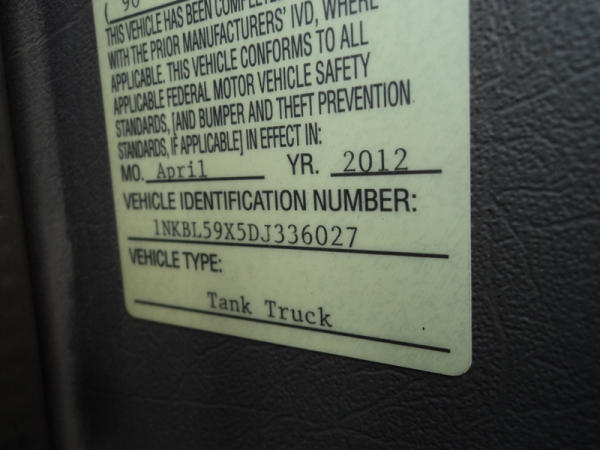 ( 90
THIS VEHICLE HAS BEEN COMPLETED
WITH THE PRIOR MANUFACTURERS' IVD, WHERE
APPLICABLE. THIS VEHICLE CONFORMS TO ALL
APPLICABLE FEDERAL MOTOR VEHICLE SAFETY
STANDARDS, [AND BUMPER AND THEFT PREVENTION
STANDARDS, IF APPLICABLE] IN EFFECT IN:
MO. April YR. 2012
VEHICLE IDENTIFICATION NUMBER:
1NKBL59X5DJ336027
VEHICLE TYPE:
Tank Truck